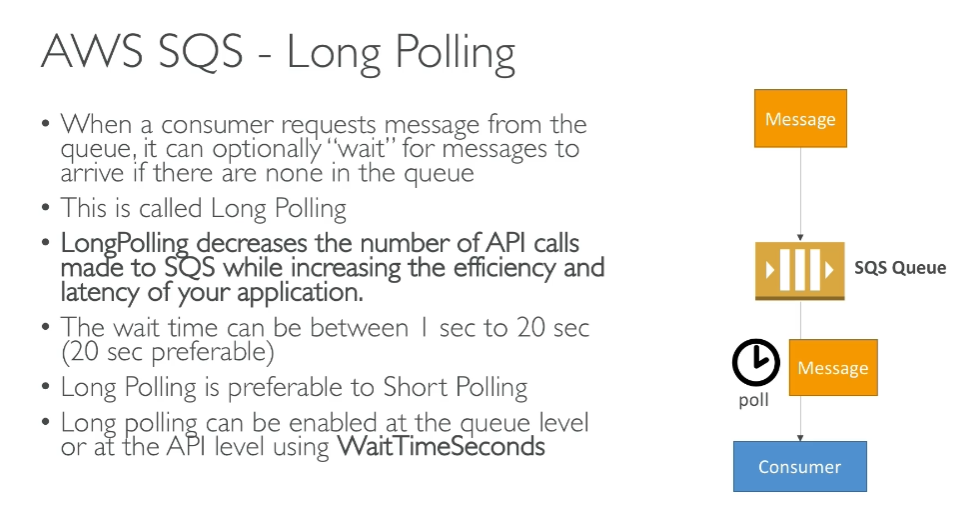 AWS SQS - Long Polling
• When a consumer requests message from the
queue, it can optionally “wait” for messages to
arrive if there are none in the queue
• This is called Long Polling
• LongPolling decreases the number of API calls
made to SQS while increasing the efficiency and
latency of your application.
• The wait time can be between 1 sec to 20 sec
(20 sec preferable)
• Long Polling is preferable to Short Polling
• Long polling can be enabled at the queue level
or at the API level using WaitTimeSeconds
Message
SQS Queue
Message
poll
Consumer